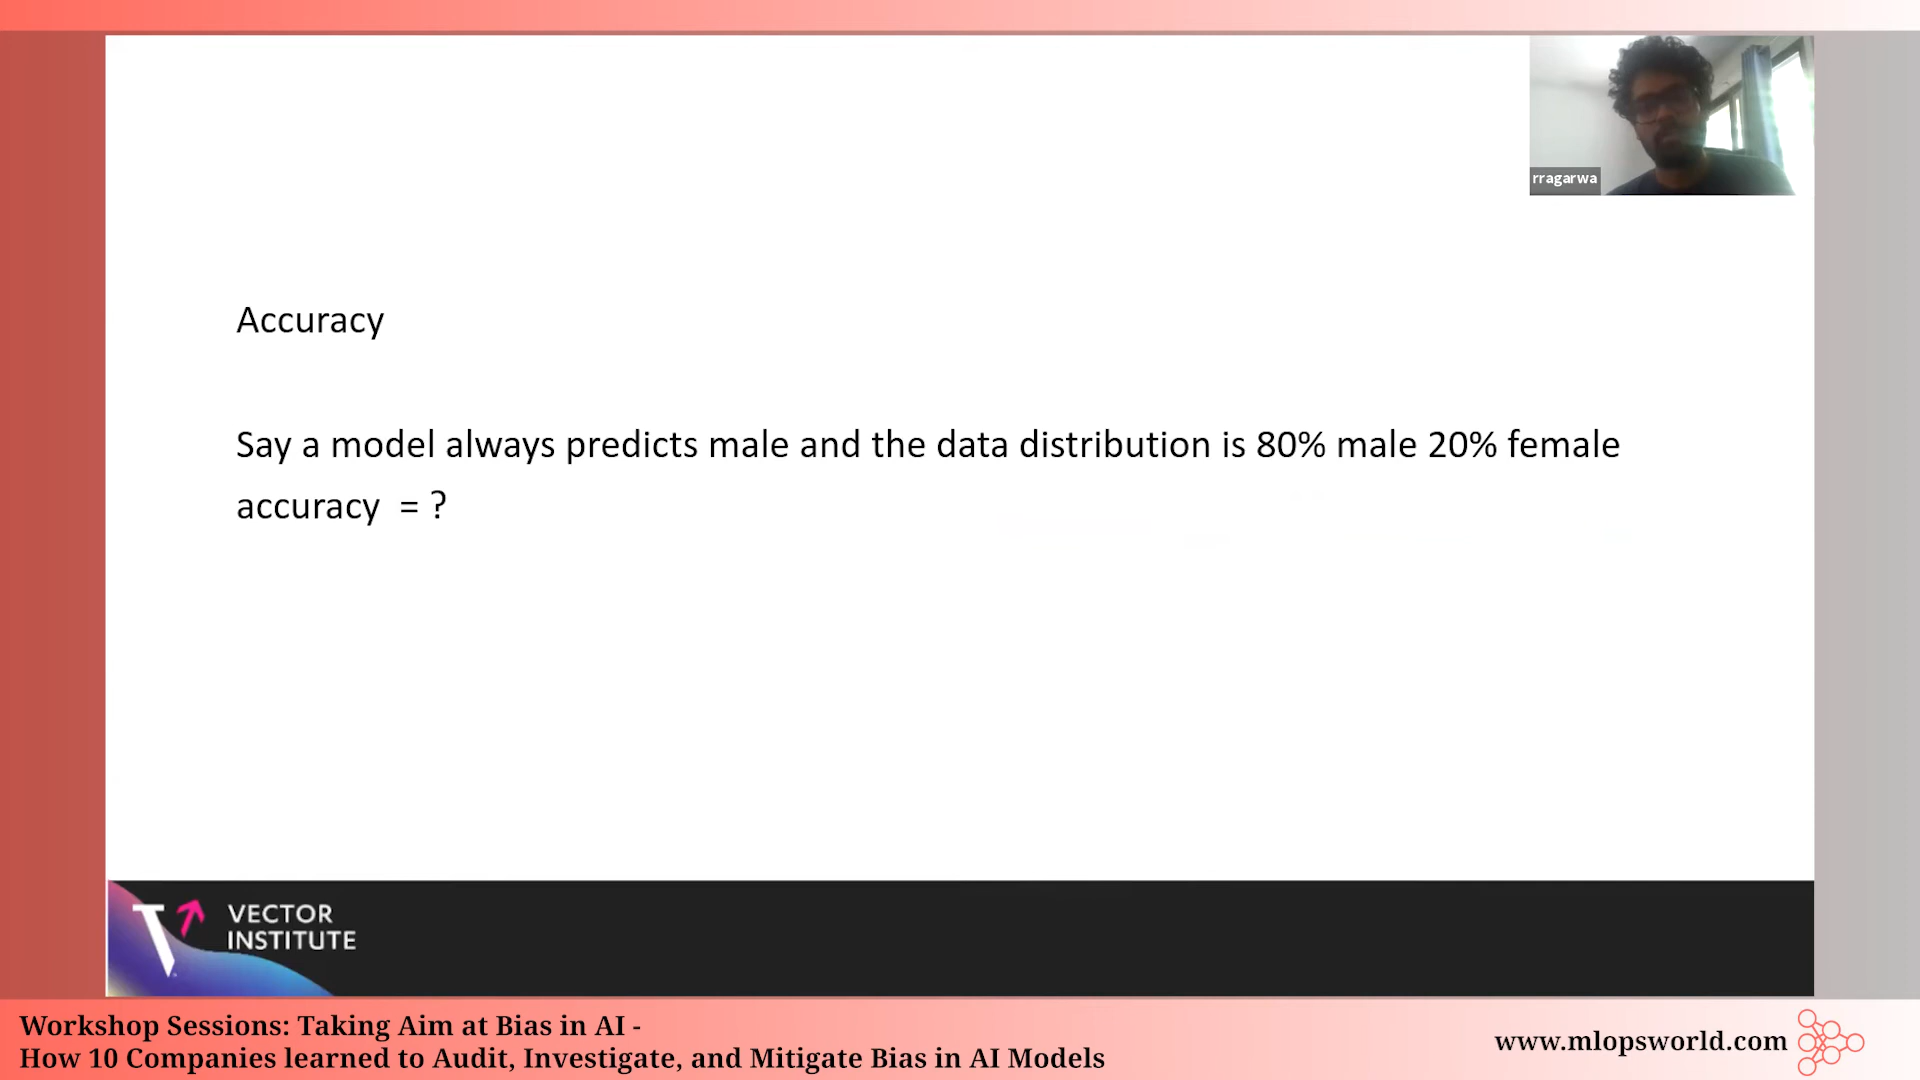 rragarwa
Accuracy
Say a model always predicts male and the data distribution is 80% male 20% female
accuracy = ?
VECTOR
INSTITUTE
Workshop Sessions: Taking Aim at Bias in AI -
How 10 Companies learned to Audit, Investigate, and Mitigate Bias in AI Models
www.mlopsworld.com